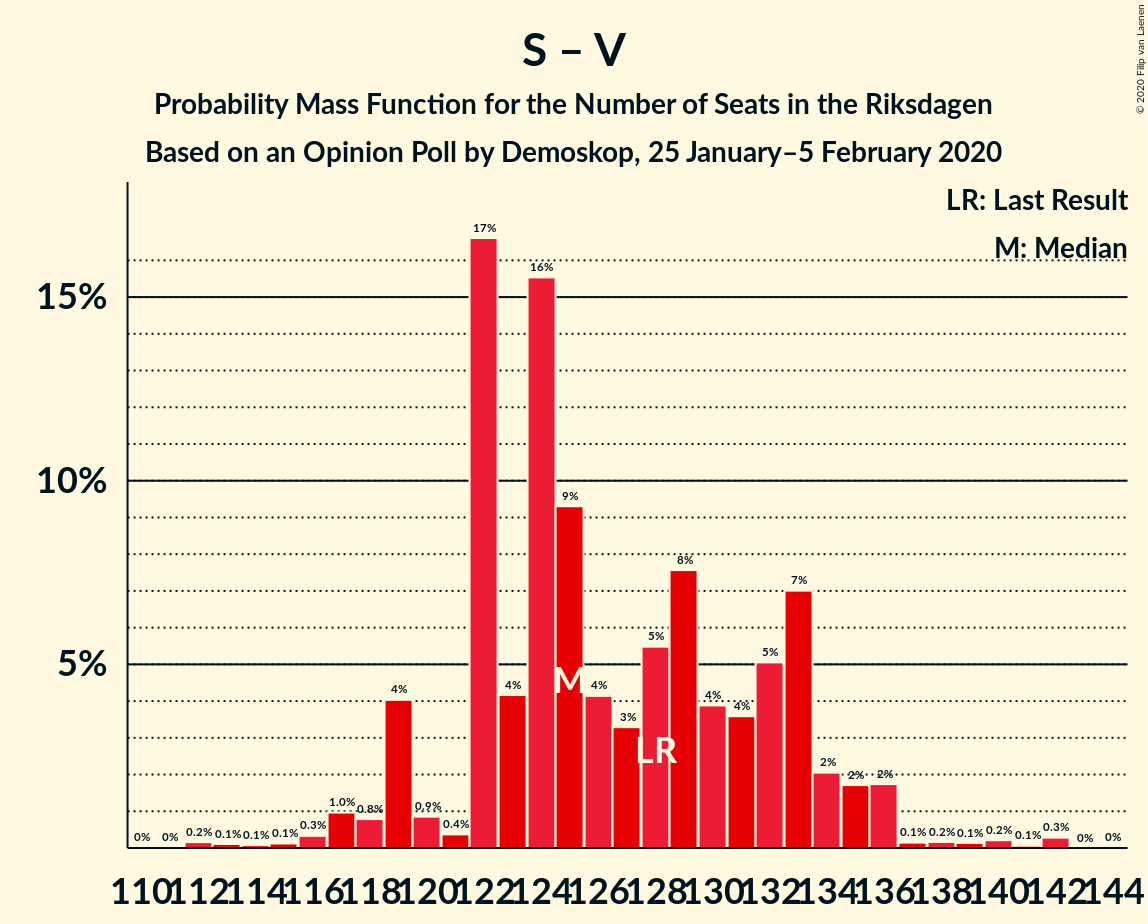 S – V
Probability Mass Function for the Number of Seats in the Riksdagen
Based on an Opinion Poll by Demoskop, 25 January–5 February 2020
© 2020 Filip van Laenen
LR: Last Result
M: Median
15%
10%
5%
0% 0% 0.2% 0.1% 0.1% 0.1% 0.3% 1.0% 0.8% 4% 0.9% 0.4% 17% 4% 16% 9% 4% 3% 5% 8% 4% 4% 5% 7% 2% 2% 2% 0.1% 0.2% 0.1% 0.2% 0.1% 0.3% 0% 0%
M
LR
110 112 114 116 118 120 122 124 126 128 130 132 134 136 138 140 142 144